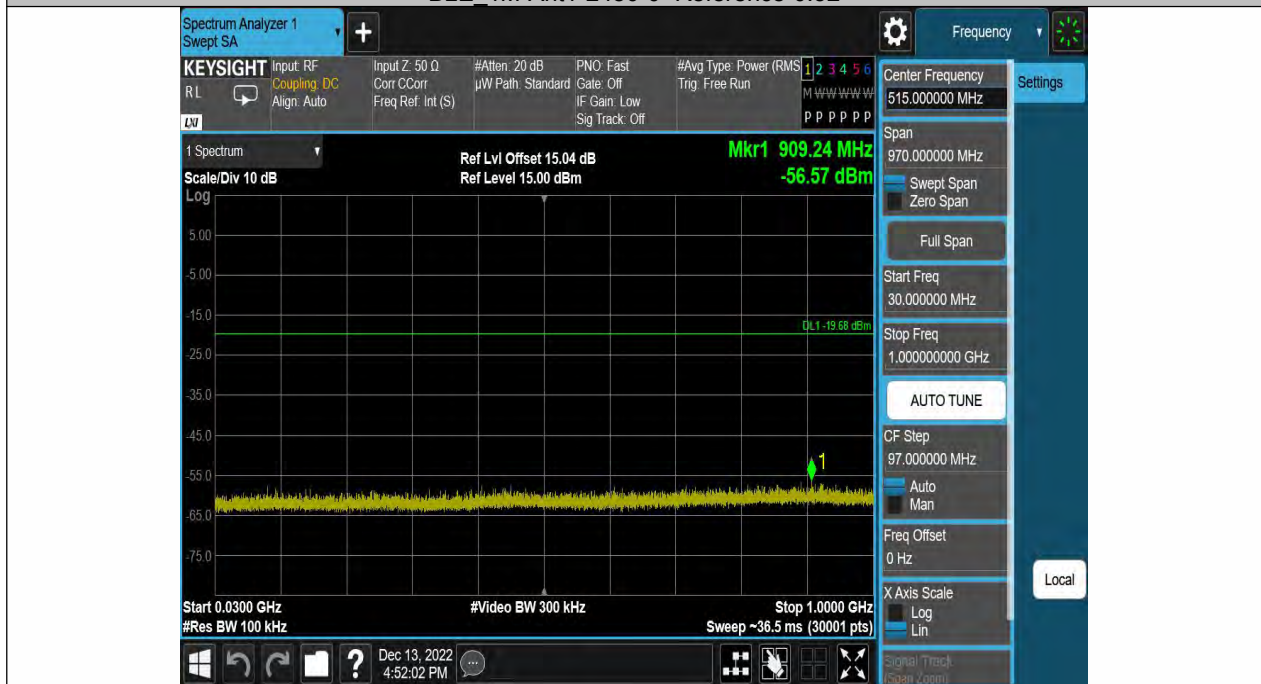 Spectrum Analyzer 1
Swept SA
+
Frequency
KEYSIGHT
RL
LXI
Input: RF
Coupling: DC
Align: Auto
Input Z: 50 Ω
Corr CCorr
Freq Ref: Int (S)
#Atten: 20 dB
µW Path: Standard
PNO: Fast
Gate: Off
IF Gain: Low
Sig Track: Off
#Avg Type: Power (RMS
Trig: Free Run
1 2 3 4 5 6
M W W W W W
P P P P P P
1 Spectrum
Scale/Div 10 dB
Log
Ref Lvl Offset 15.04 dB
Ref Level 15.00 dBm
Mkr1 909.24 MHz
-56.57 dBm
5.00
-5.00
-15.0
DL1 -19.68 dBm
-25.0
-35.0
-45.0
1
-55.0
-65.0
-75.0
Start 0.0300 GHz
#Res BW 100 kHz
#Video BW 300 kHz
Stop 1.0000 GHz
Sweep ~36.5 ms (30001 pts)
Dec 13, 2022
4:52:02 PM
Center Frequency
515.000000 MHz
Settings
Span
970.000000 MHz
Swept Span
Zero Span
Full Span
Start Freq
30.000000 MHz
Stop Freq
1.000000000 GHz
AUTO TUNE
CF Step
97.000000 MHz
Auto
Man
Freq Offset
0 Hz
X Axis Scale
Log
Lin
Local
Signal Track
(Span Zoom)